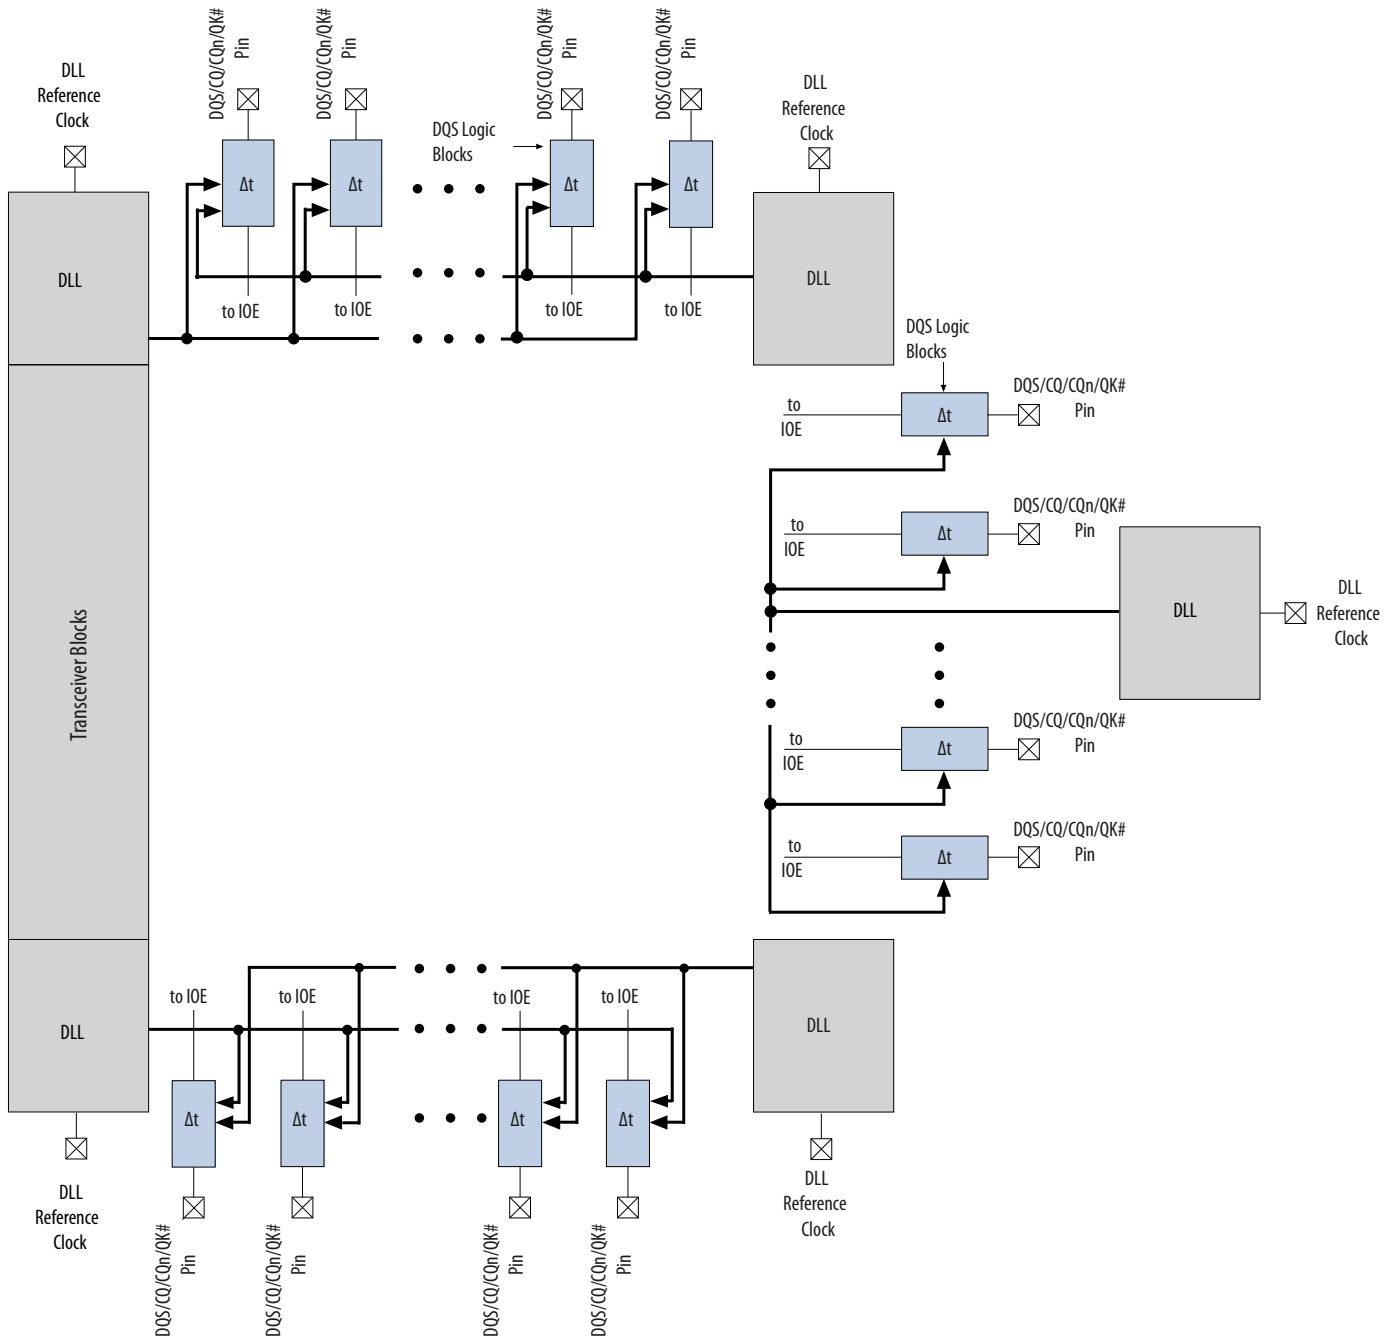 DQS/CQ/CQn/QK#
Pin
DQS/CQ/CQn/QK#
Pin
DQS/CQ/CQn/QK#
Pin
DQS/CQ/CQn/QK#
Pin
DLL
Reference
Clock
DLL
Reference
Clock
DQS Logic
Blocks
Δt
Δt
Δt
Δt
DLL
DLL
to IOE
to IOE
to IOE
to IOE
DQS Logic
Blocks
DQS/CQ/CQn/QK#
Pin
to
IOE
Δt
DQS/CQ/CQn/QK#
Pin
to
IOE
Δt
DLL
DLL
Reference
Clock
Transceiver Blocks
DQS/CQ/CQn/QK#
Pin
to
IOE
Δt
DQS/CQ/CQn/QK#
Pin
to
IOE
Δt
to IOE
to IOE
to IOE
to IOE
DLL
DLL
Δt
Δt
Δt
Δt
DLL
Reference
Clock
DLL
Reference
Clock
DQS/CQ/CQn/QK#
Pin
DQS/CQ/CQn/QK#
Pin
DQS/CQ/CQn/QK#
Pin
DQS/CQ/CQn/QK#
Pin